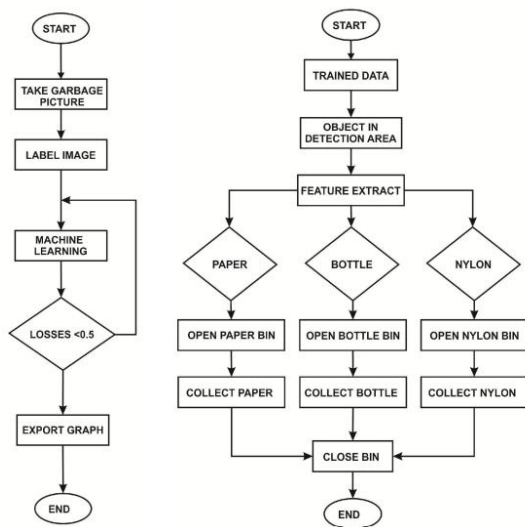 START
TAKE GARBAGE
PICTURE
LABEL IMAGE
MACHINE
LEARNING
LOSSES <0.5
EXPORT GRAPH
END
START
TRAINED DATA
OBJECT IN
DETECTION AREA
FEATURE EXTRACT
PAPER
BOTTLE
NYLON
OPEN PAPER BIN
OPEN BOTTLE BIN
OPEN NYLON BIN
COLLECT PAPER
COLLECT BOTTLE
COLLECT NYLON
CLOSE BIN
END